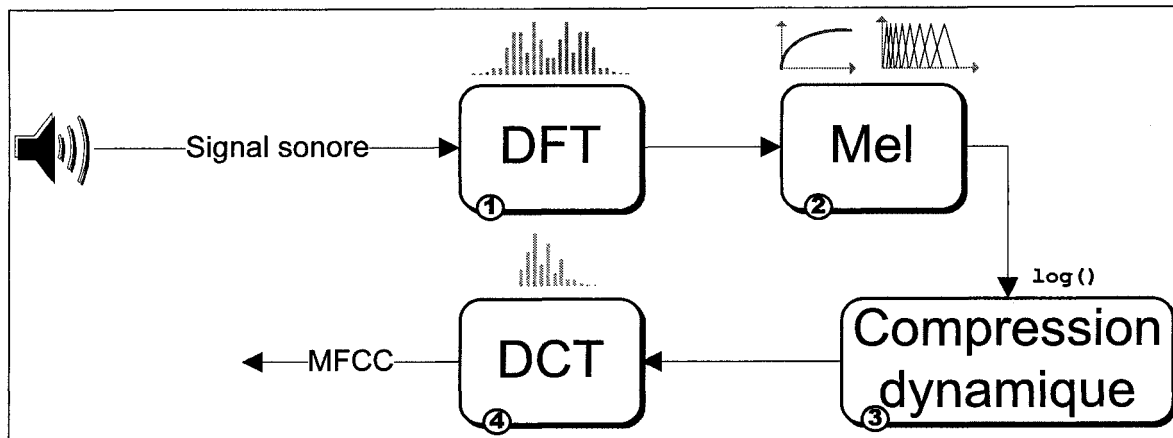 Signal sonore
DFT
1
Mel
2
log()
Compression
dynamique
3
DCT
4
MFCC